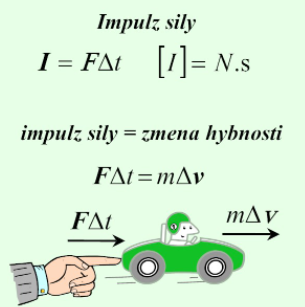 Impulz sily
I = FΔt [I] = N.s
impulz sily = zmena hybnosti
FΔt = mΔv
FΔt mΔv